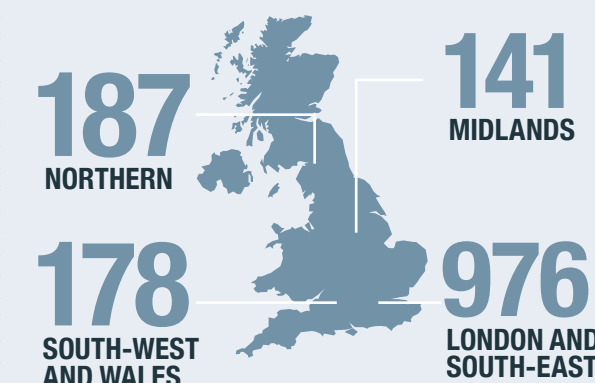 187
NORTHERN
141
MIDLANDS
178
SOUTH-WEST
AND WALES
976
LONDON AND
SOUTH-EAST